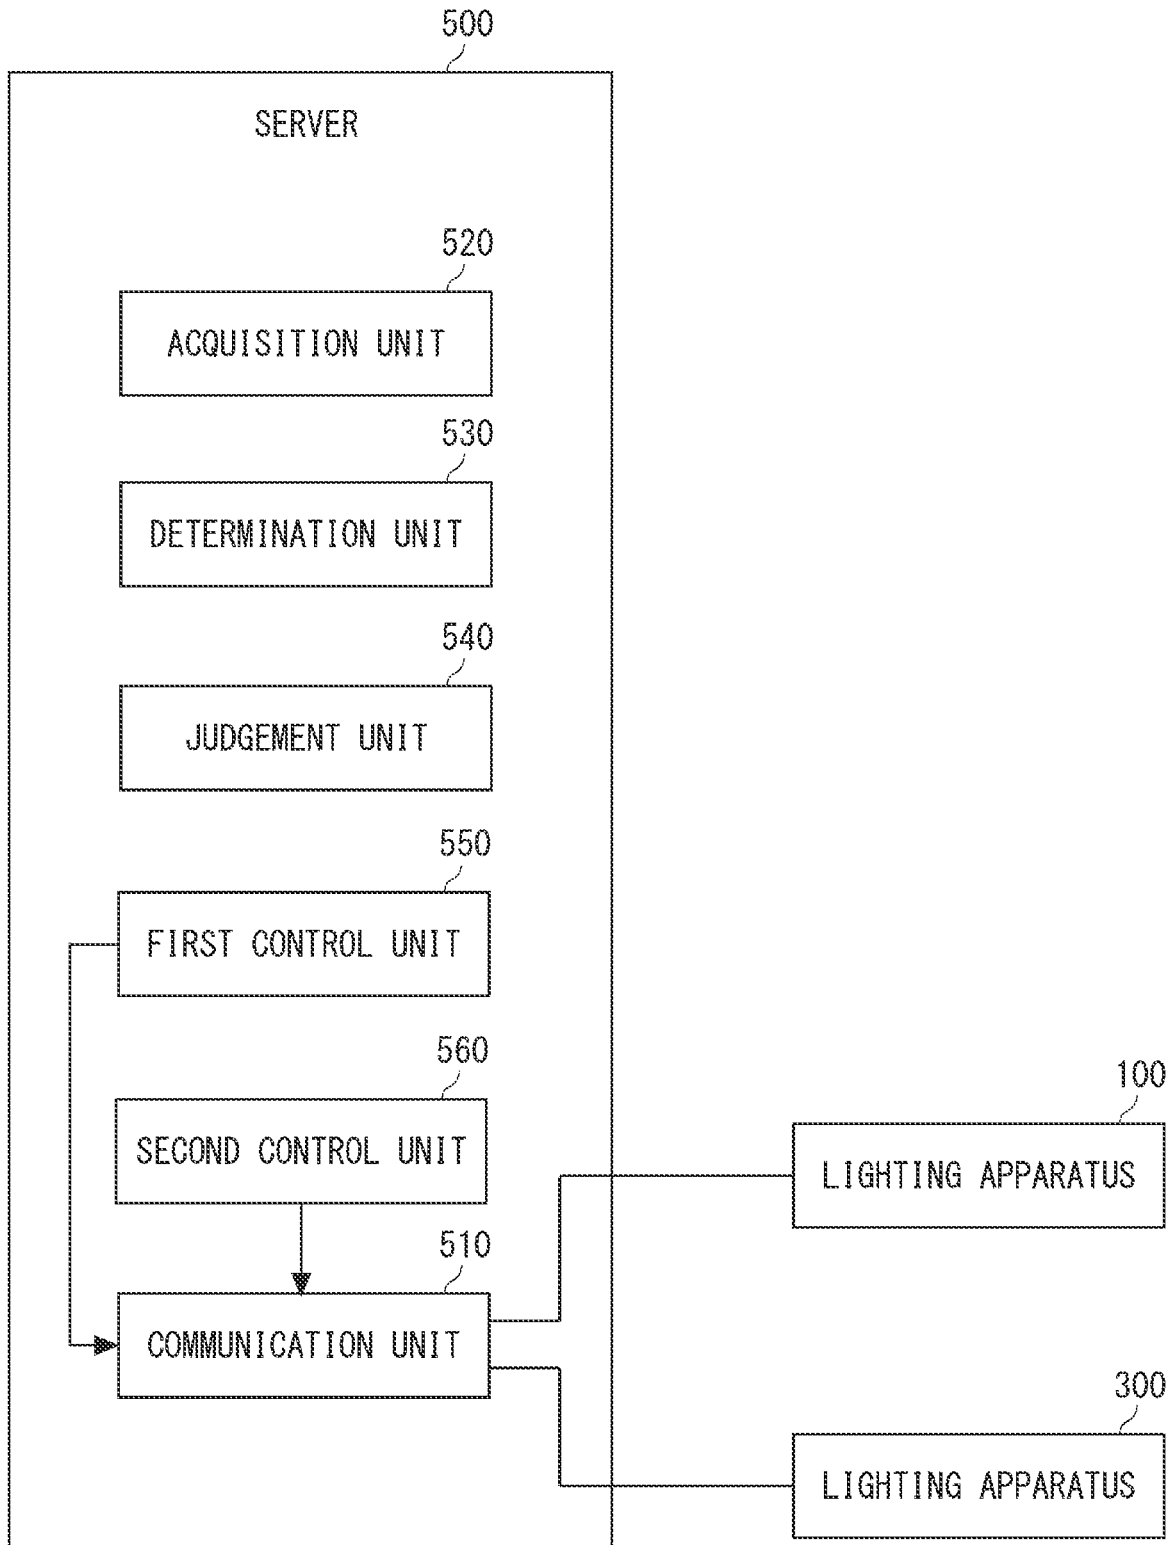 500
SERVER
520
ACQUISITION UNIT
530
DETERMINATION UNIT
540
JUDGEMENT UNIT
550
FIRST CONTROL UNIT
560
SECOND CONTROL UNIT
100
LIGHTING APPARATUS
510
COMMUNICATION UNIT
300
LIGHTING APPARATUS